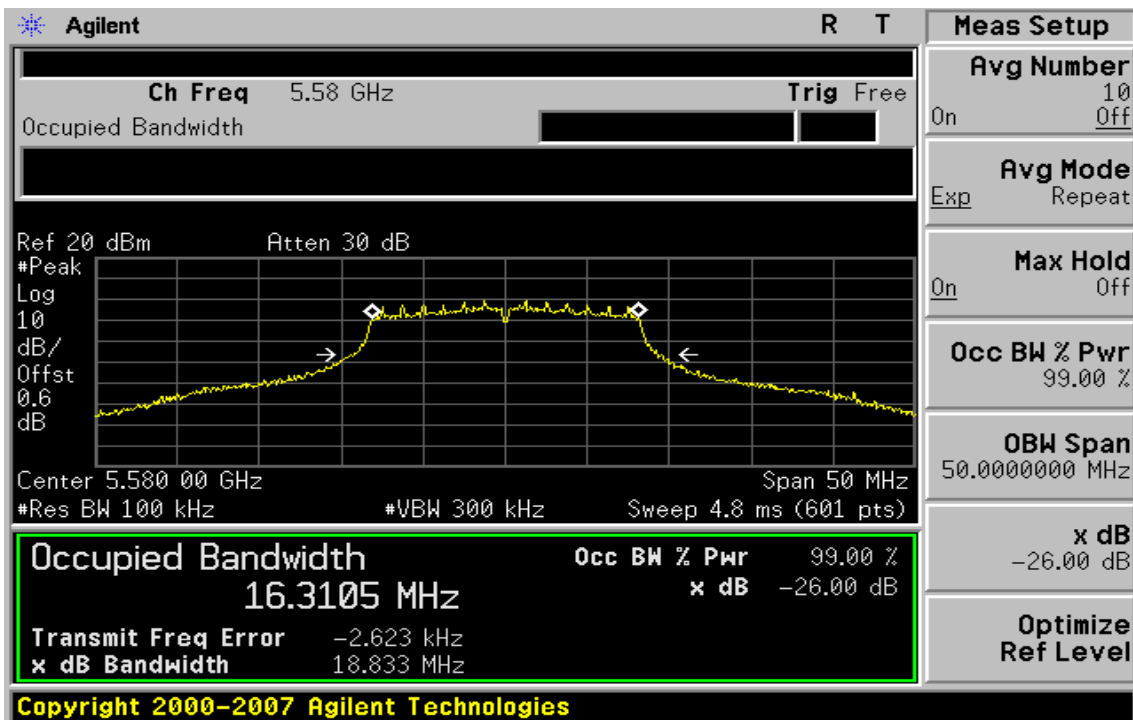 Agilent R T
Ch Freq 5.58 GHz Trig Free
Occupied Bandwidth
Ref 20 dBm Atten 30 dB
#Peak
Log
10
dB/
Offst
0.6
dB
Center 5.580 00 GHz Span 50 MHz
#Res BW 100 kHz #VBW 300 kHz Sweep 4.8 ms (601 pts)
Occupied Bandwidth Occ BW % Pwr 99.00 %
16.3105 MHz x dB -26.00 dB
Transmit Freq Error -2.623 kHz
x dB Bandwidth 18.833 MHz
Copyright 2000-2007 Agilent Technologies
Meas Setup
Avg Number
10
On Off
Avg Mode
Exp Repeat
Max Hold
On Off
Occ BW % Pwr
99.00 %
OBW Span
50.0000000 MHz
x dB
-26.00 dB
Optimize
Ref Level